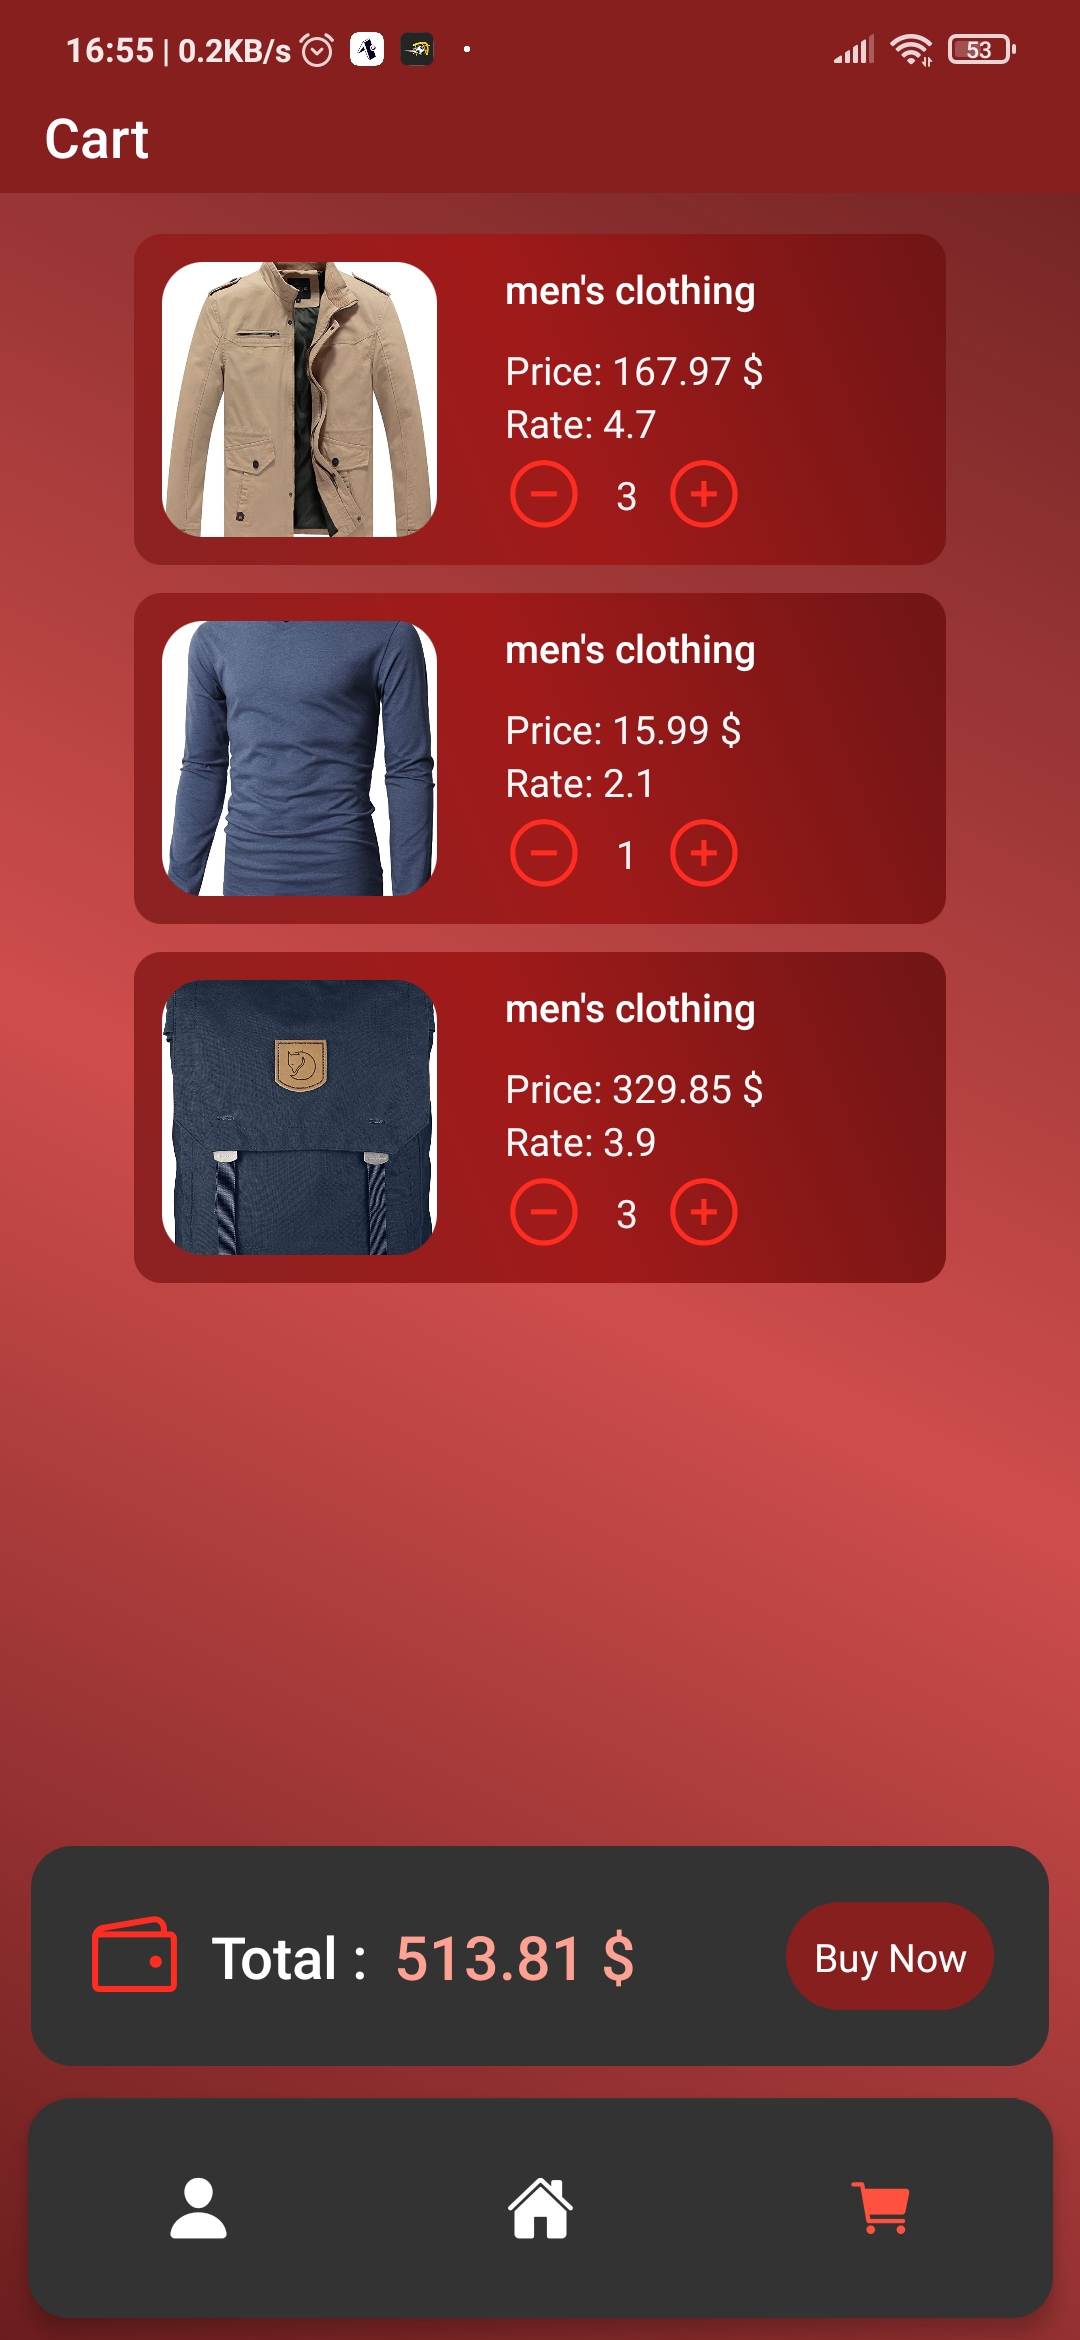 16:55 | 0.2KB/s
53
Cart
men's clothing
Price: 167.97 $
Rate: 4.7
3
men's clothing
Price: 15.99 $
Rate: 2.1
1
men's clothing
Price: 329.85 $
Rate: 3.9
3
Total : 513.81 $
Buy Now